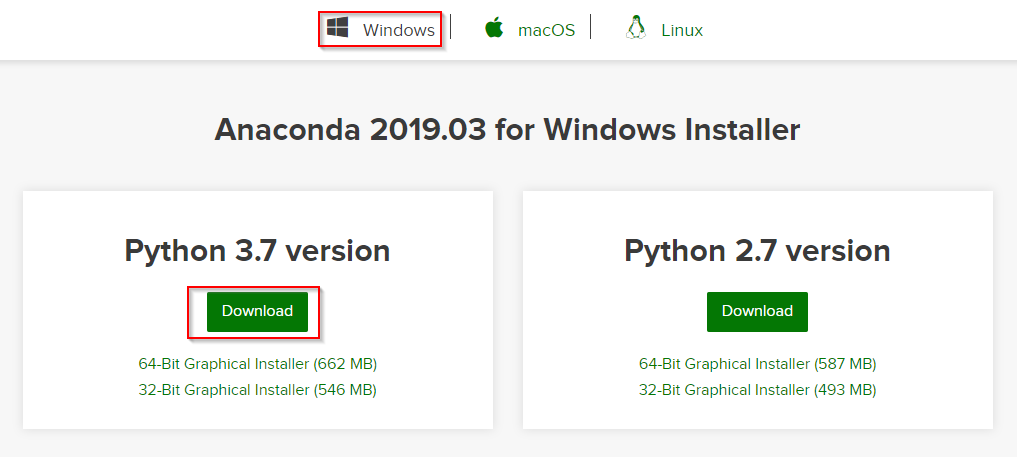 Windows macOS Linux
Anaconda 2019.03 for Windows Installer
Python 3.7 version
Download
64-Bit Graphical Installer (662 MB)
32-Bit Graphical Installer (546 MB)
Python 2.7 version
Download
64-Bit Graphical Installer (587 MB)
32-Bit Graphical Installer (493 MB)